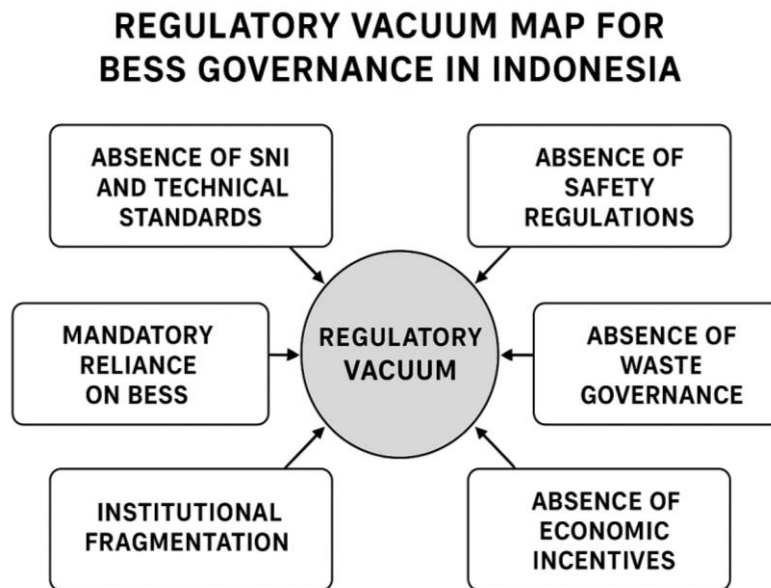 REGULATORY VACUUM MAP FOR
BESS GOVERNANCE IN INDONESIA
ABSENCE OF SNI
AND TECHNICAL
STANDARDS
ABSENCE OF
SAFETY
REGULATIONS
MANDATORY
RELIANCE
ON BESS
REGULATORY
VACUUM
ABSENCE OF
WASTE
GOVERNANCE
INSTITUTIONAL
FRAGMENTATION
ABSENCE OF
ECONOMIC
INCENTIVES